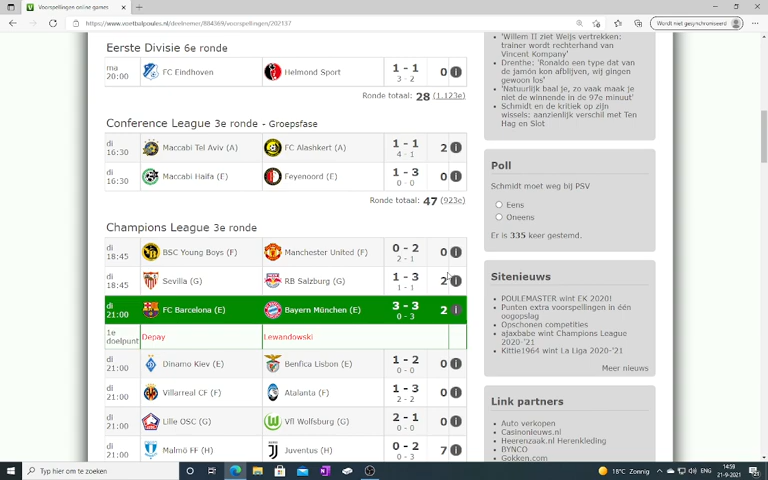 Voorspellingen online games
https://www.voetbalpoules.nl/deelnemer/884369/voorspellingen/202137
Wordt niet gesynchroniseerd
Eerste Divisie 6e ronde
ma 20:00 FC Eindhoven Helmond Sport 1 - 1 0
3 - 2
Ronde totaal: 28 (1.123e)
Conference League 3e ronde - Groepsfase
di 16:30 Maccabi Tel Aviv (A) FC Alashkert (A) 1 - 1 2
4 - 1
di 16:30 Maccabi Haifa (E) Feyenoord (E) 1 - 3 0
0 - 0
Ronde totaal: 47 (923e)
Champions League 3e ronde
di 18:45 BSC Young Boys (F) Manchester United (F) 0 - 2 0
2 - 1
di 18:45 Sevilla (G) RB Salzburg (G) 1 - 3 2
1 - 1
di 21:00 FC Barcelona (E) Bayern München (E) 3 - 3 2
0 - 3
1e doelpunt Depay Lewandowski
di 21:00 Dinamo Kiev (E) Benfica Lisbon (E) 1 - 2 0
0 - 0
di 21:00 Villarreal CF (F) Atalanta (F) 1 - 3 0
2 - 2
di 21:00 Lille OSC (G) Vfl Wolfsburg (G) 2 - 1 0
0 - 0
di 21:00 Malmö FF (H) Juventus (H) 0 - 2 7
0 - 3
'Willem II ziet Weijs vertrekken:
trainer wordt rechterhand van
Vincent Kompany'
Drenthe: 'Ronaldo een type dat van
de jamón kon afblijven, wij gingen
gewoon los'
'Natuurlijk baal je, zo vaak maak je
niet de winnende in de 97e minuut'
Schmidt en de kritiek op zijn
wissels: aanzienlijk verschil met Ten
Hag en Slot
Poll
Schmidt moet weg bij PSV
Eens
Oneens
Er is 335 keer gestemd.
Sitenieuws
POULEMASTER wint EK 2020!
Punten extra voorspellingen in één
oogopslag
Opschonen competities
ajaxbabe wint Champions League
2020-'21
Kittie1964 wint La Liga 2020-'21
Meer nieuws
Link partners
Auto verkopen
Casinonieuws.nl
Heerenzaak.nl Herenkleding
BYNCO
Gokken.com
Typ hier om te zoeken
18°C Zonnig
ENG
14:59
21-9-2021